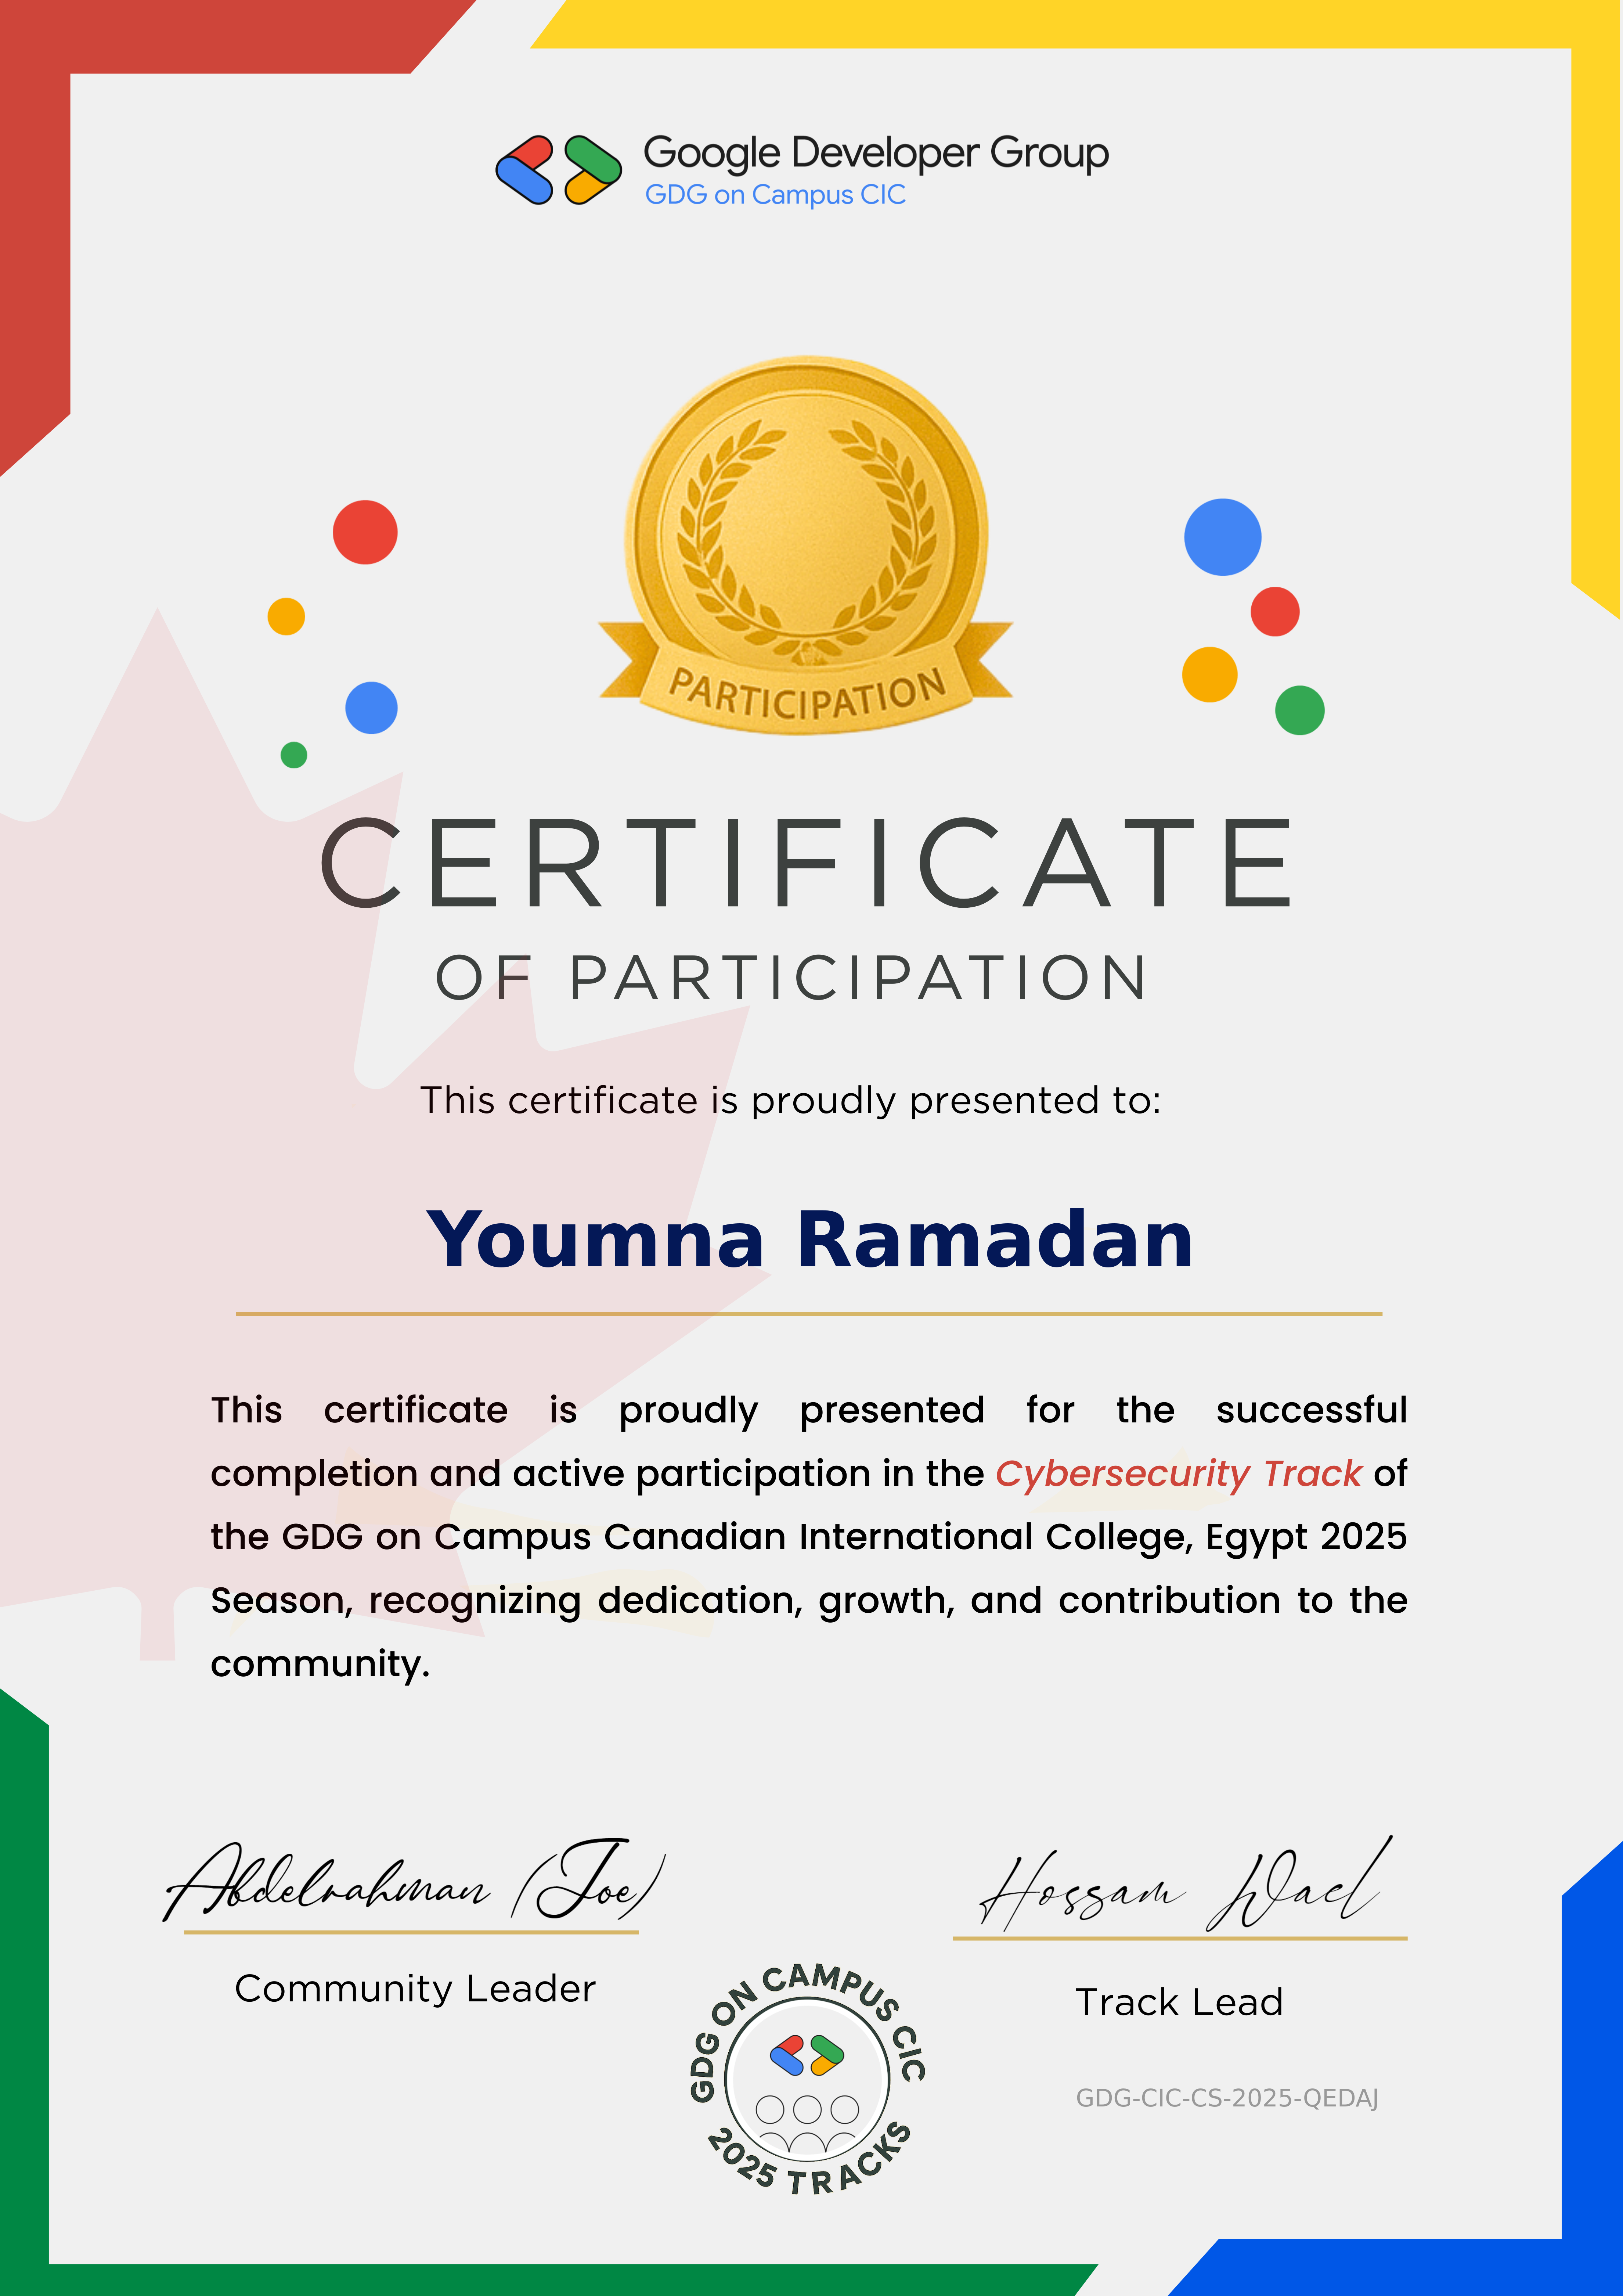 Google Developer Group
GDG on Campus CIC
PARTICIPATION
CERTIFICATE
OF PARTICIPATION
This certificate is proudly presented to:
Youmna Ramadan
This certificate is proudly presented for the successful
completion and active participation in the Cybersecurity Track of
the GDG on Campus Canadian International College, Egypt 2025
Season, recognizing dedication, growth, and contribution to the
community.
Abdelrahman (Joe)
Community Leader
Hossam Wael
Track Lead
GDG ON CAMPUS CIC
2025 TRACKS
GDG-CIC-CS-2025-QEDAJ